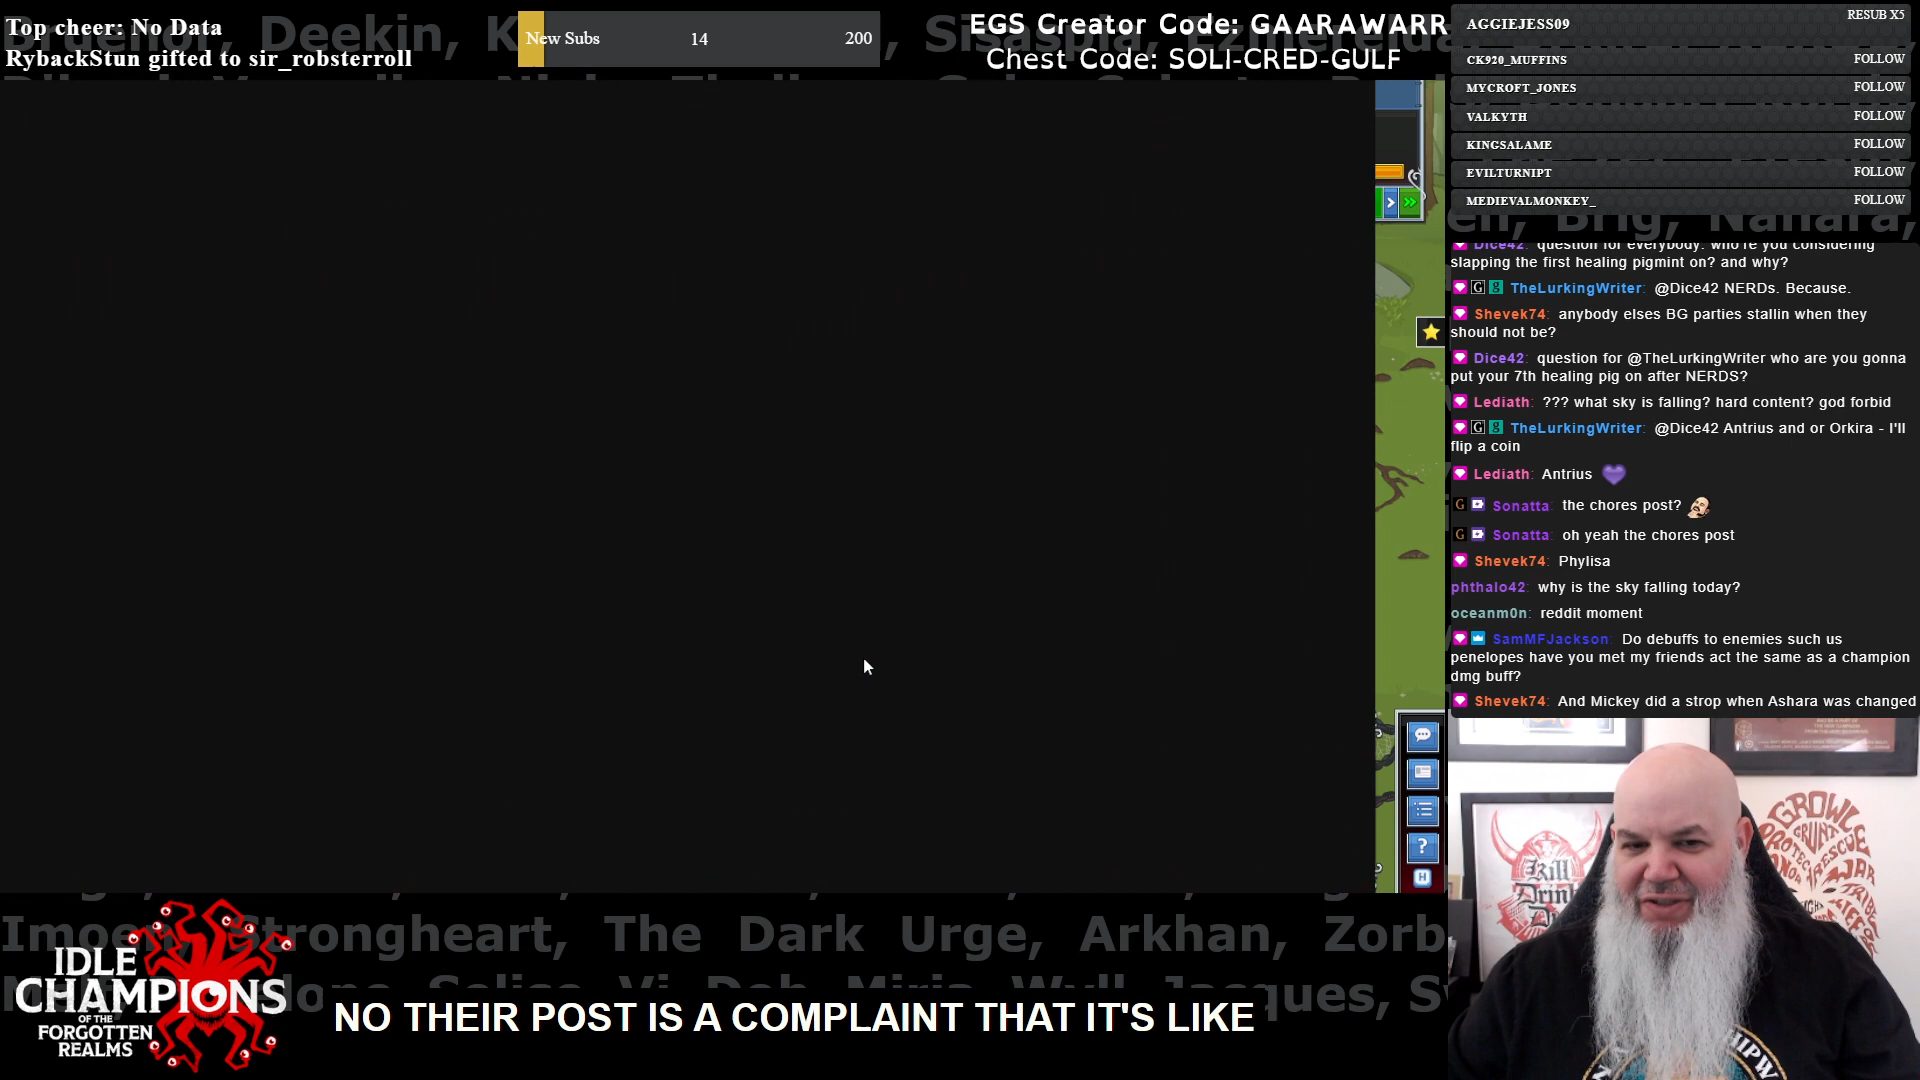 Top cheer: No Data
RybackStun gifted to sir_robsterroll
New Subs 14 200
EGS Creator Code: GAARAWARR
Chest Code: SOLI-CRED-GULF
AGGIEJESS09 RESUB X5
CK920_MUFFINS FOLLOW
MYCROFT_JONES FOLLOW
VALKYTH FOLLOW
KINGSALAME FOLLOW
EVILTURNIPT FOLLOW
MEDIEVALMONKEY_ FOLLOW
Dice42: question for everybody. who're you considering
slapping the first healing pigmint on? and why?
TheLurkingWriter: @Dice42 NERDs. Because.
Shevek74: anybody elses BG parties stallin when they
should not be?
Dice42: question for @TheLurkingWriter who are you gonna
put your 7th healing pig on after NERDS?
Lediath: ??? what sky is falling? hard content? god forbid
TheLurkingWriter: @Dice42 Antrius and or Orkira - I'll
flip a coin
Lediath: Antrius
Sonatta: the chores post?
Sonatta: oh yeah the chores post
Shevek74: Phylisa
phthalo42: why is the sky falling today?
oceanm0n: reddit moment
SamMFJackson: Do debuffs to enemies such us
penelopes have you met my friends act the same as a champion
dmg buff?
Shevek74: And Mickey did a strop when Ashara was changed
Strongheart, The Dark Urge, Arkhan, Zorb
IDLE
CHAMPIONS
OF THE
FORGOTTEN
REALMS
NO THEIR POST IS A COMPLAINT THAT IT'S LIKE